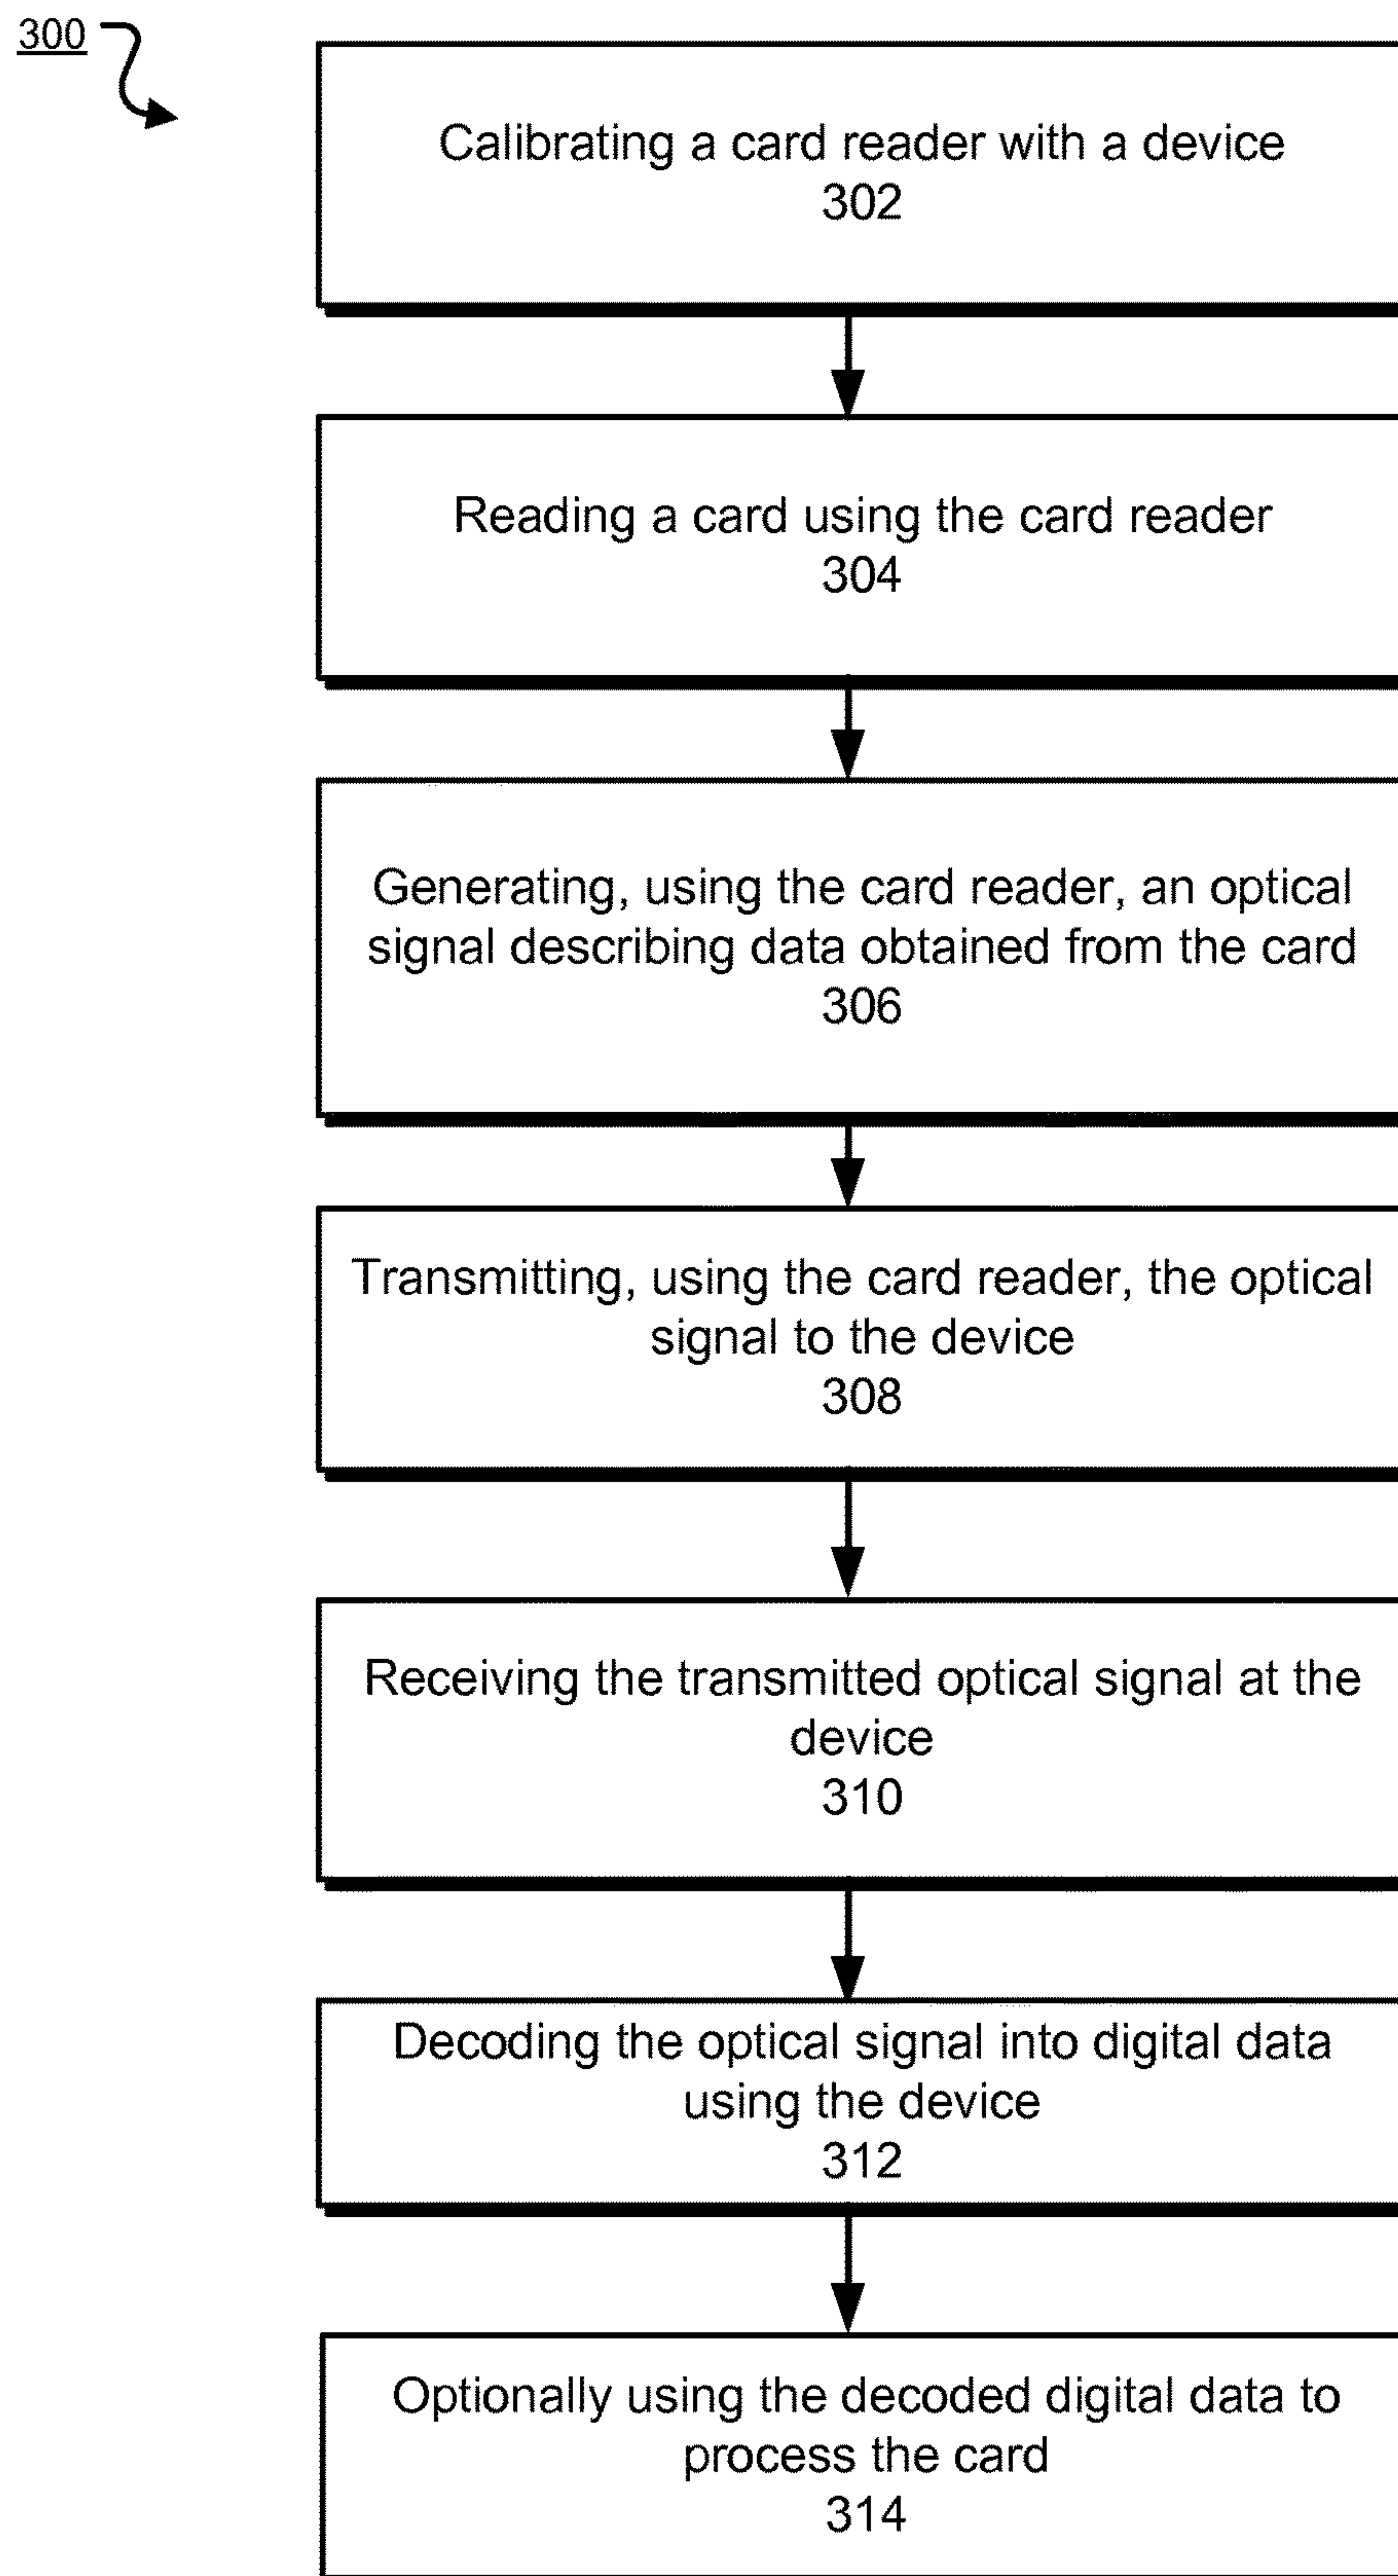 300
Calibrating a card reader with a device
302
Reading a card using the card reader
304
Generating, using the card reader, an optical
signal describing data obtained from the card
306
Transmitting, using the card reader, the optical
signal to the device
308
Receiving the transmitted optical signal at the
device
310
Decoding the optical signal into digital data
using the device
312
Optionally using the decoded digital data to
process the card
314